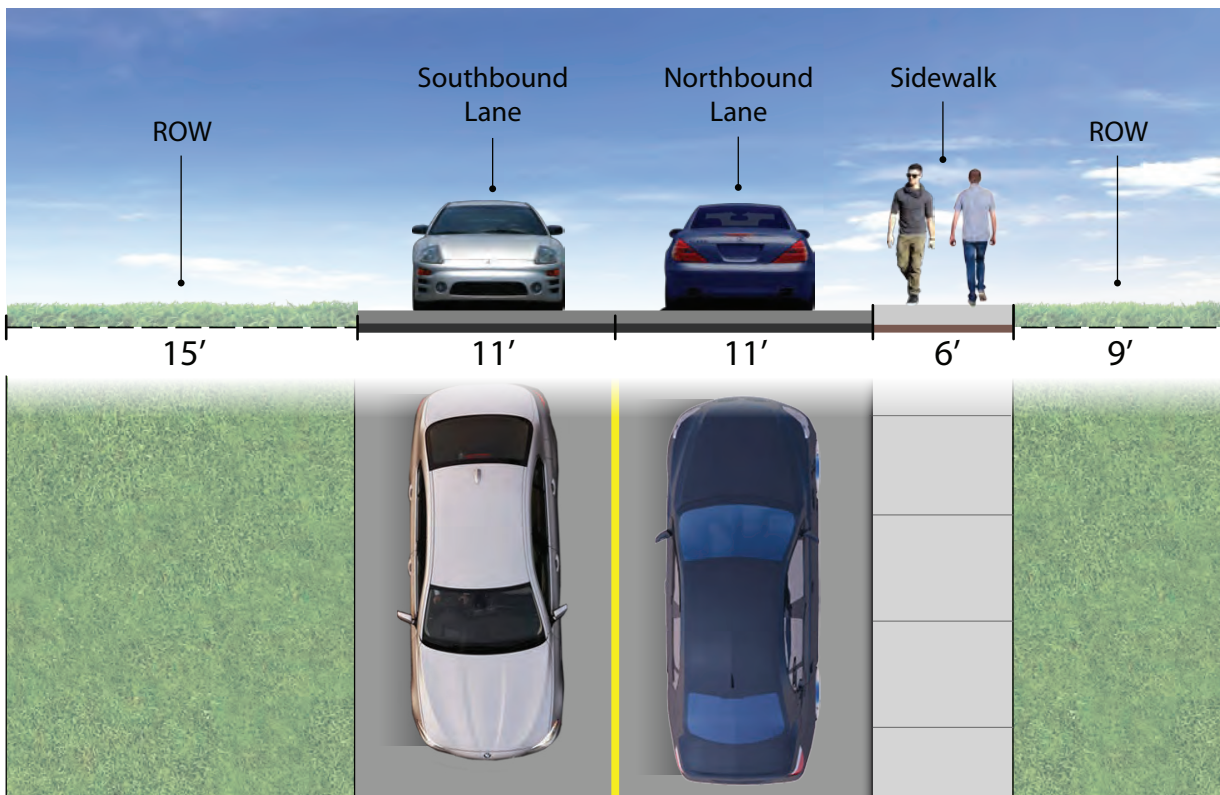 Southbound
Lane
Northbound
Lane
Sidewalk
ROW
ROW
15’
11’
11’
6’
9’